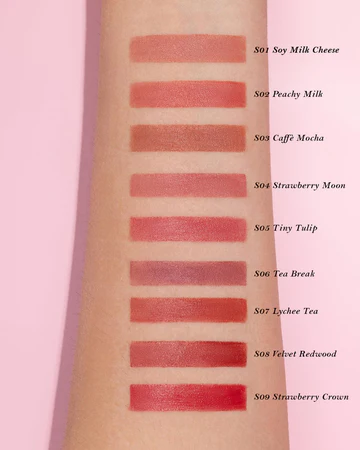 S01 Soy Milk Cheese
S02 Peachy Milk
S03 Caffè Mocha
S04 Strawberry Moon
S05 Tiny Tulip
S06 Tea Break
S07 Lychee Tea
S08 Velvet Redwood
S09 Strawberry Crown